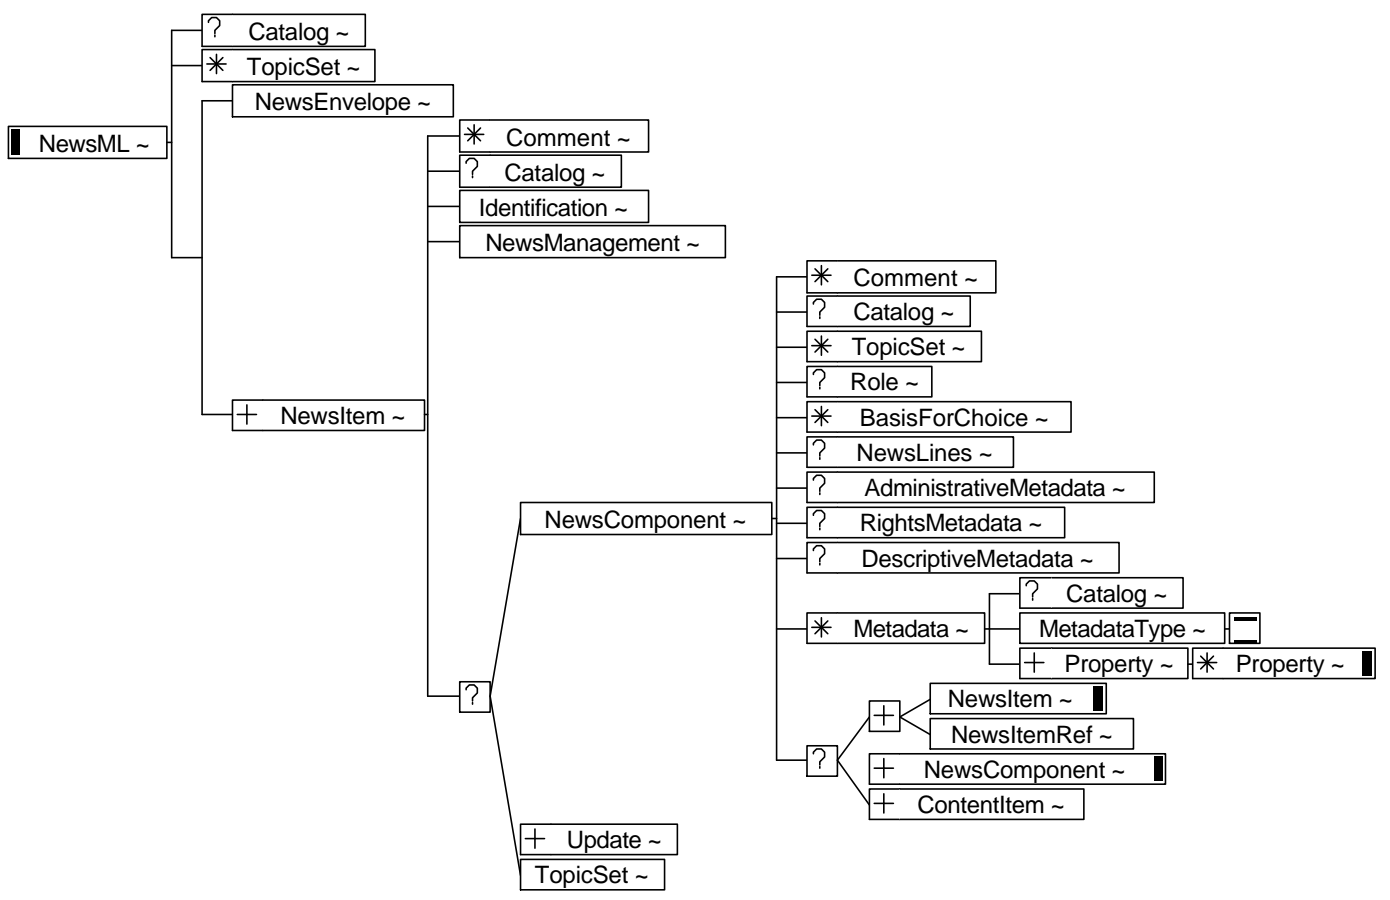 ? Catalog ~
* TopicSet ~
NewsEnvelope ~
NewsML ~
* Comment ~
? Catalog ~
Identification ~
NewsManagement ~
* Comment ~
? Catalog ~
* TopicSet ~
? Role ~
+ NewsItem ~
* BasisForChoice ~
? NewsLines ~
? AdministrativeMetadata ~
NewsComponent ~
? RightsMetadata ~
? DescriptiveMetadata ~
? Catalog ~
* Metadata ~
MetadataType ~
+ Property ~
* Property ~
?
NewsItem ~
+
NewsItemRef ~
?
+ NewsComponent ~
+ ContentItem ~
+ Update ~
TopicSet ~